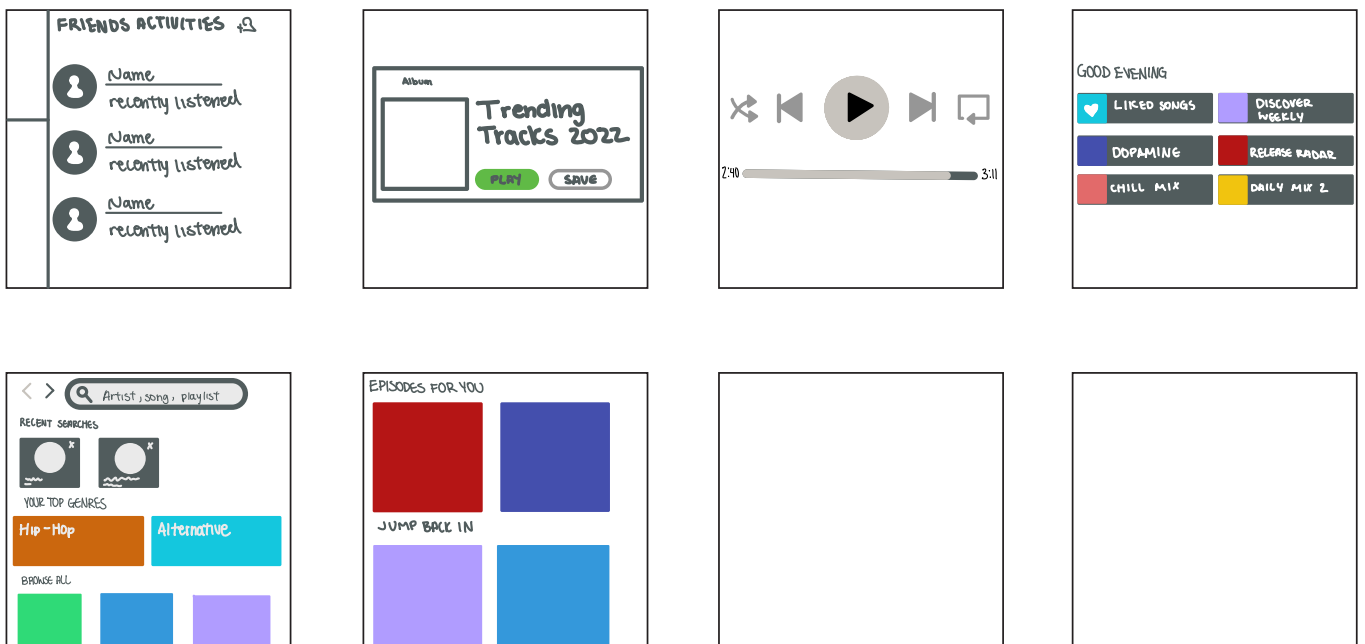 FRIENDS ACTIVITIES
Name
recently listened
Name
recently listened
Name
recently listened
Album
Trending
Tracks 2022
PLAY
SAVE
2:40
3:11
GOOD EVENING
LIKED SONGS
DISCOVER
WEEKLY
DOPAMINE
RELEASE RADAR
CHILL MIX
DAILY MIX 2
Artist, song, playlist
RECENT SEARCHES
x
x
YOUR TOP GENRES
Hip-Hop
Alternative
BROWSE ALL
EPISODES FOR YOU
JUMP BACK IN